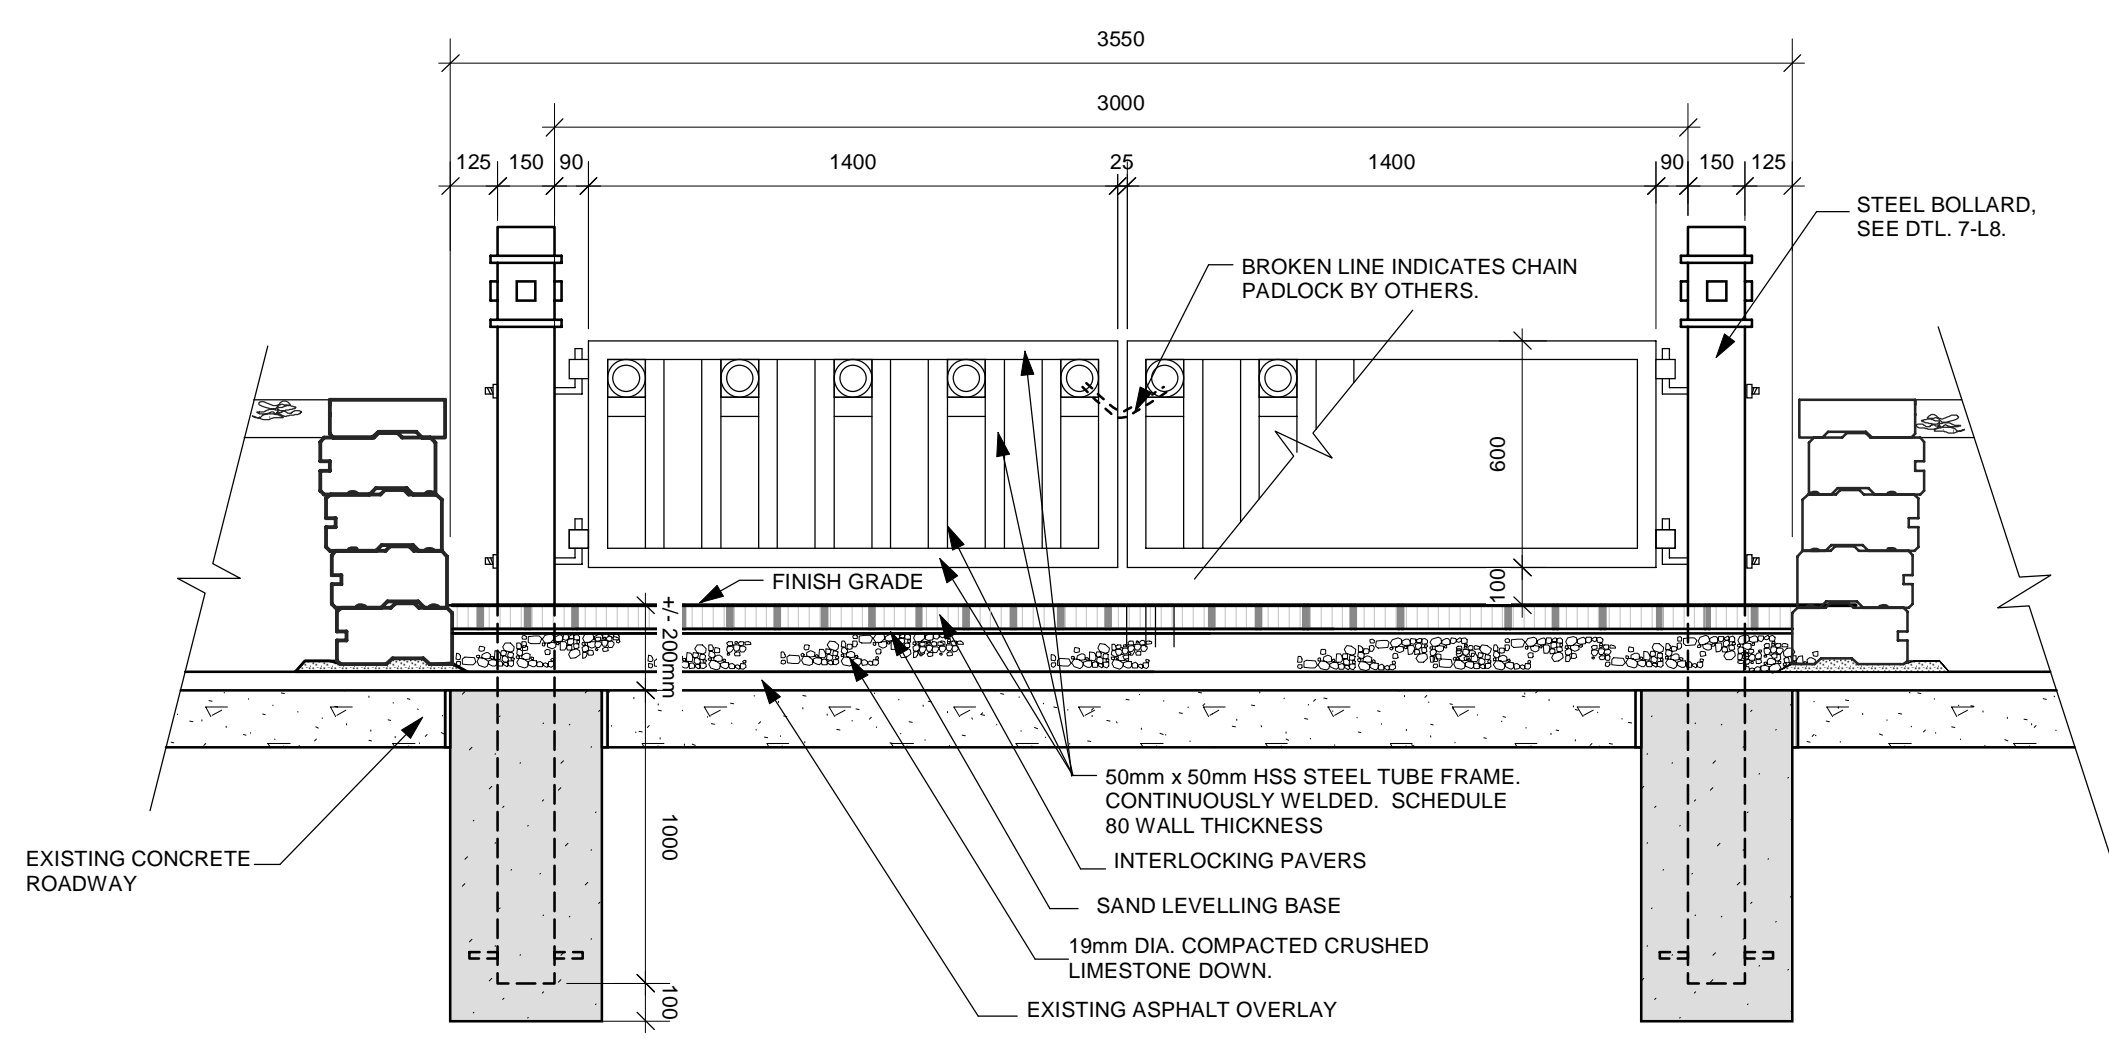 3550
3000
125 150 90 1400 25 1400 90 150 125
STEEL BOLLARD,
SEE DTL. 7-L8.
BROKEN LINE INDICATES CHAIN
PADLOCK BY OTHERS.
600
100
FINISH GRADE
+/- 200mm
50mm x 50mm HSS STEEL TUBE FRAME.
CONTINUOUSLY WELDED. SCHEDULE
80 WALL THICKNESS
1000
EXISTING CONCRETE
ROADWAY
INTERLOCKING PAVERS
SAND LEVELLING BASE
19mm DIA. COMPACTED CRUSHED
LIMESTONE DOWN.
100
EXISTING ASPHALT OVERLAY